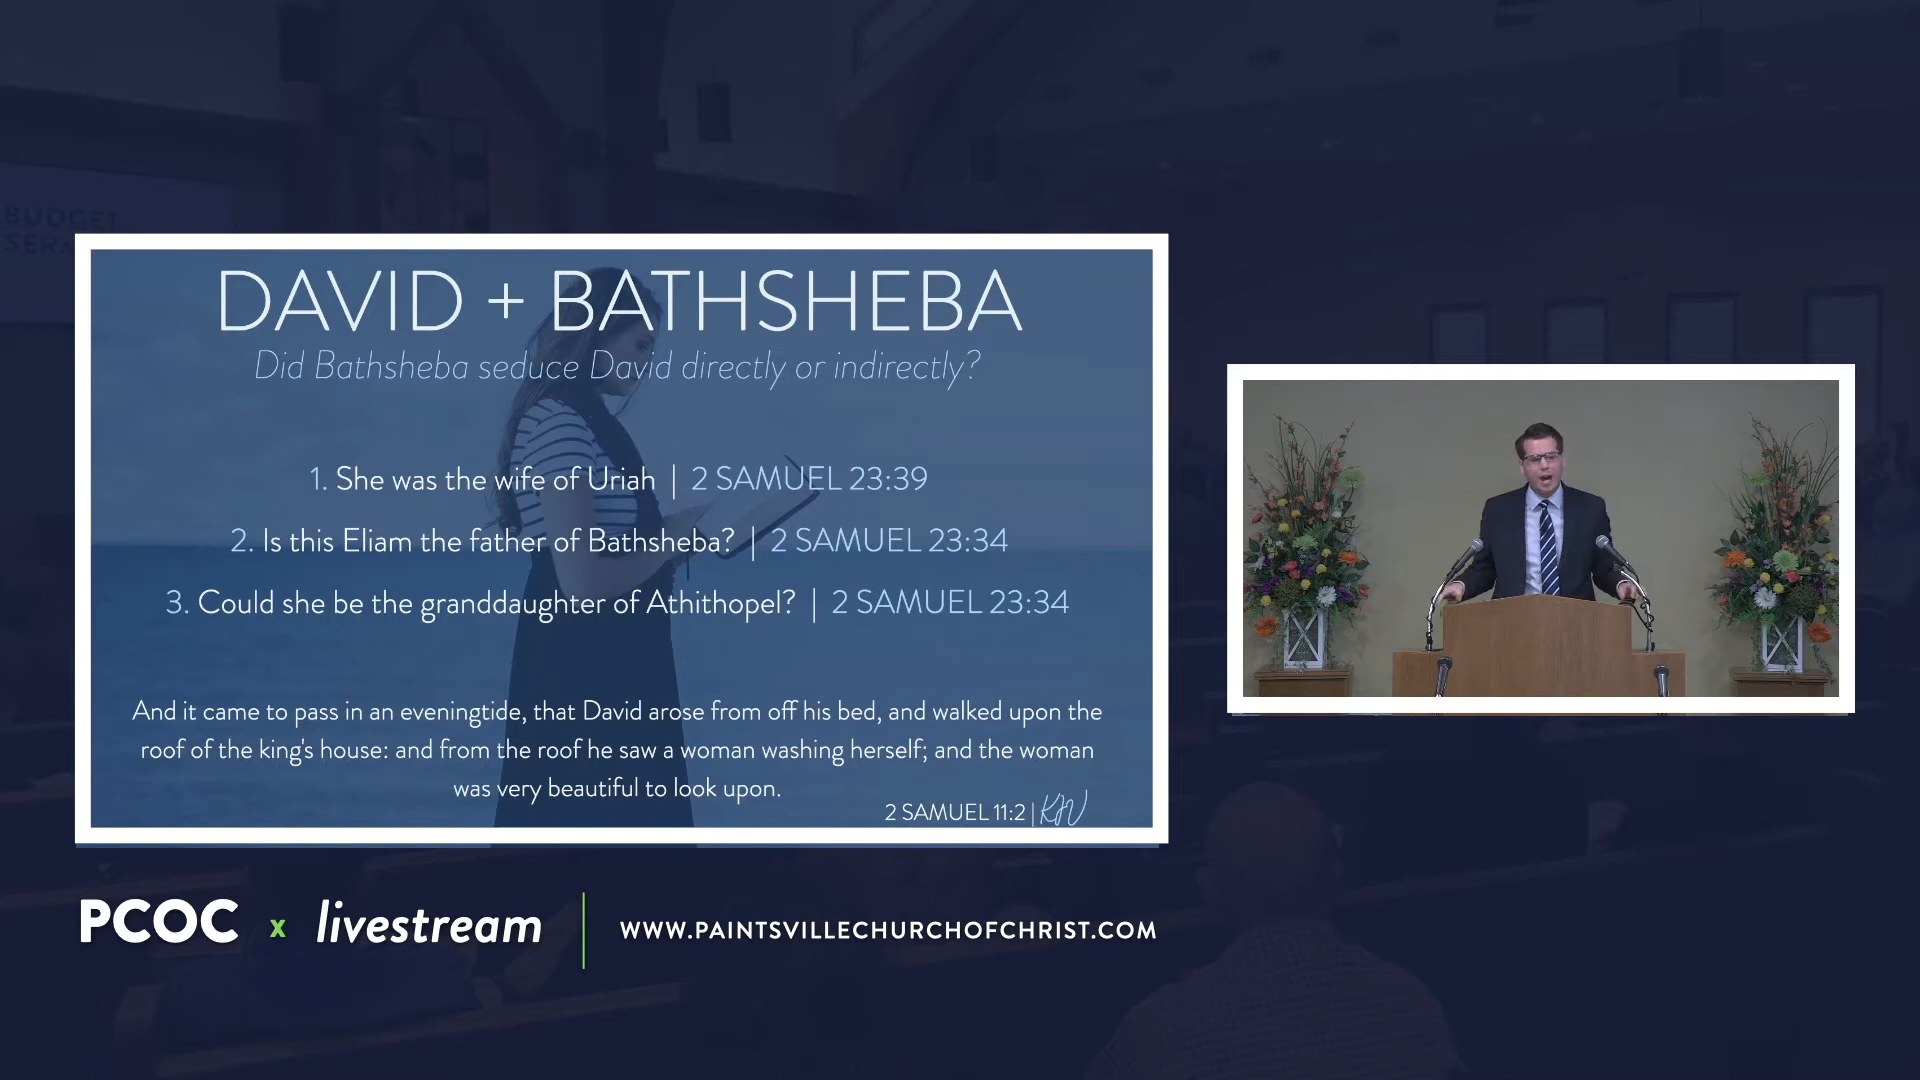 BUDGET
DAVID + BATHSHEBA
Did Bathsheba seduce David directly or indirectly?
1. She was the wife of Uriah | 2 SAMUEL 23:39
2. Is this Eliam the father of Bathsheba? | 2 SAMUEL 23:34
3. Could she be the granddaughter of Athithopel? | 2 SAMUEL 23:34
And it came to pass in an eveningtide, that David arose from off his bed, and walked upon the
roof of the king's house: and from the roof he saw a woman washing herself; and the woman
was very beautiful to look upon.
2 SAMUEL 11:2 | KJV
PCOC x livestream | WWW.PAINTSVILLECHURCHOFCHRIST.COM